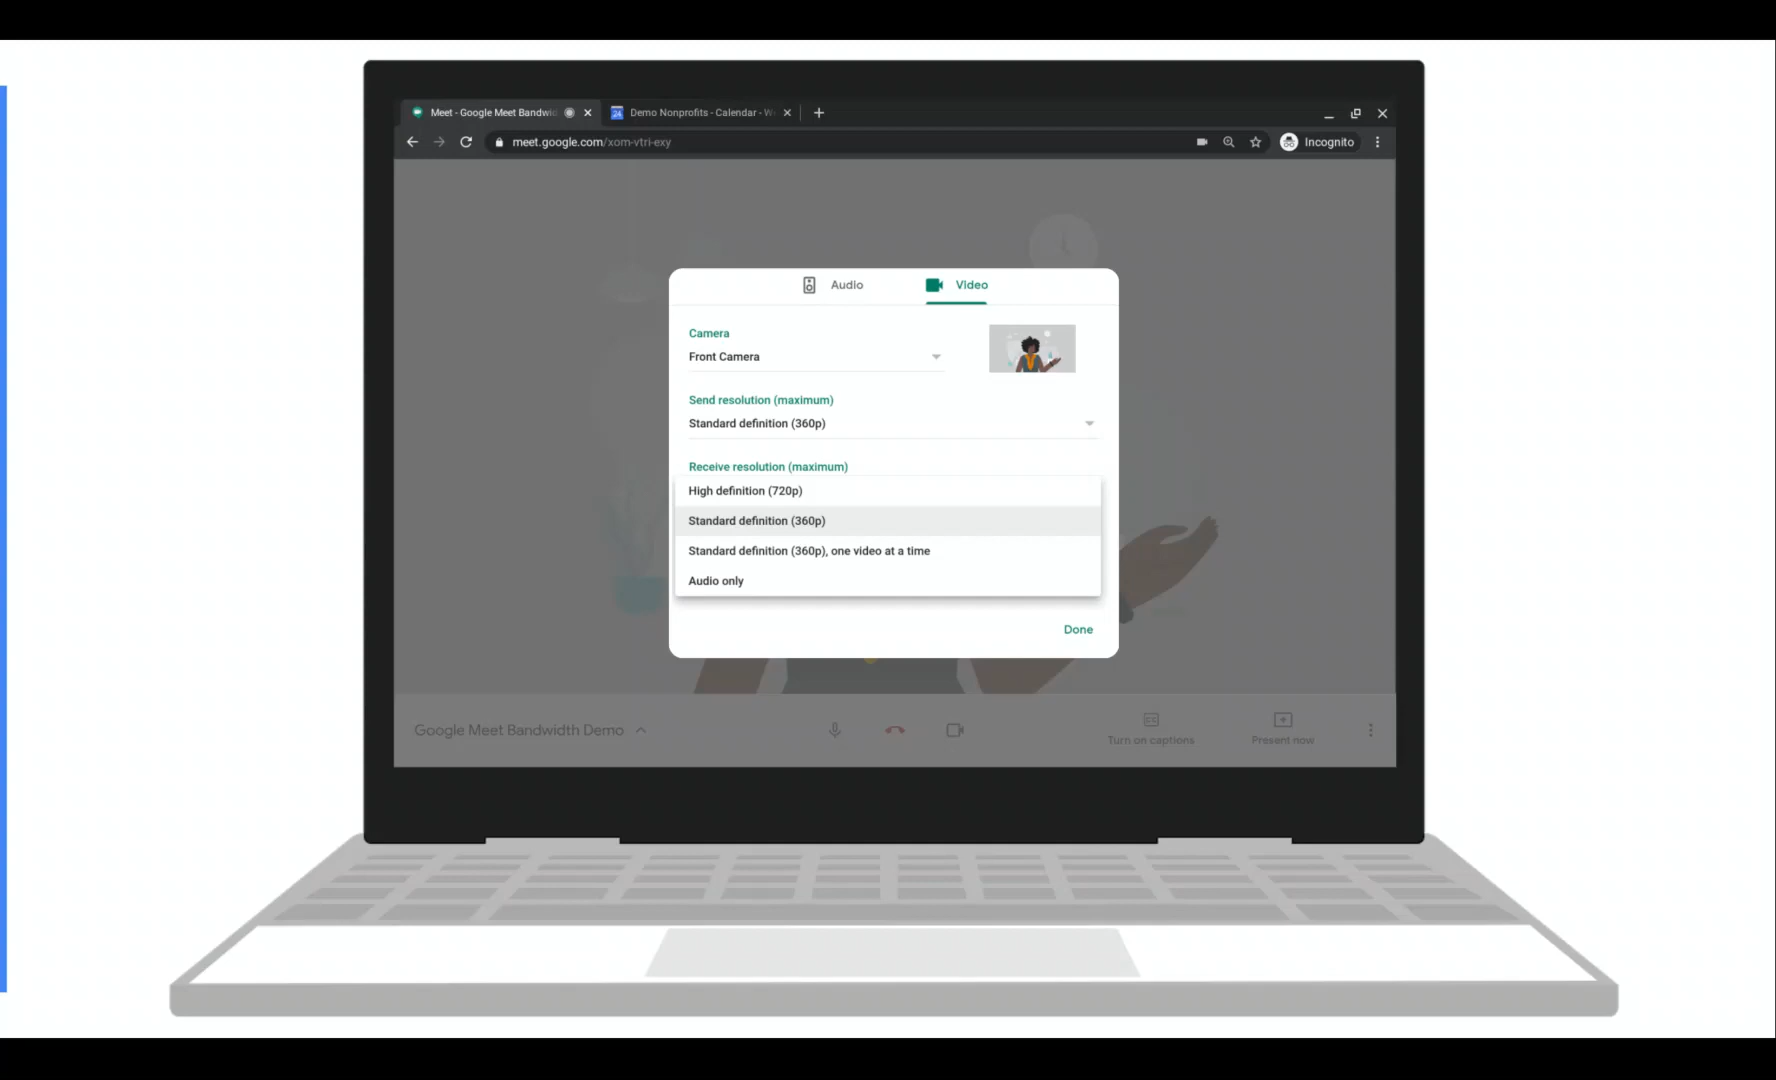 Meet - Google Meet Bandwid
Demo Nonprofits - Calendar - W
meet.google.com/xom-vtri-exy
Incognito
Audio
Video
Camera
Front Camera
Send resolution (maximum)
Standard definition (360p)
Receive resolution (maximum)
High definition (720p)
Standard definition (360p)
Standard definition (360p), one video at a time
Audio only
Done
Google Meet Bandwidth Demo
CC
Turn on captions
Present now